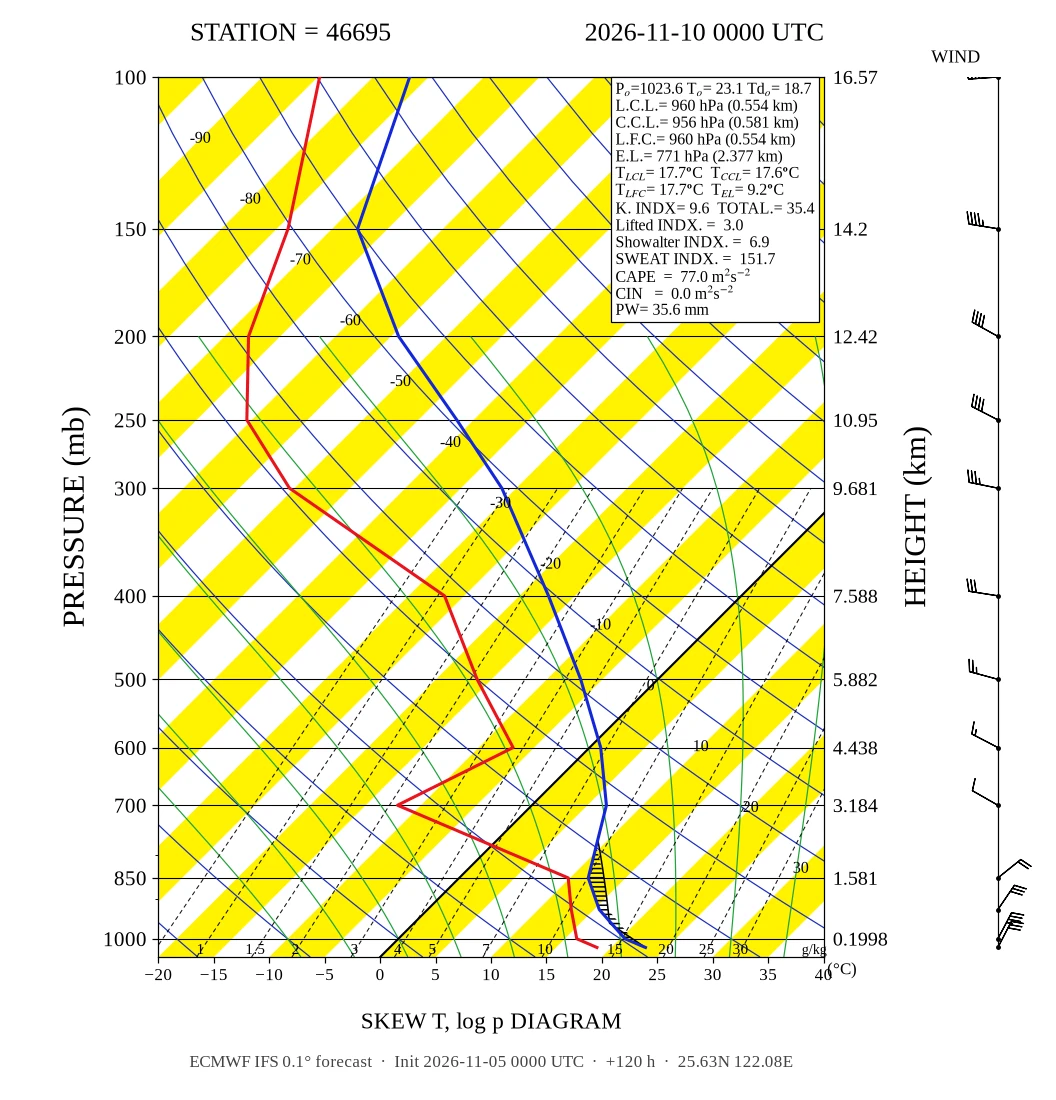 STATION = 46695
2026-11-10 0000 UTC
WIND
100 16.57
Po=1023.6 To= 23.1 Tdo= 18.7
L.C.L.= 960 hPa (0.554 km)
C.C.L.= 956 hPa (0.581 km)
L.F.C.= 960 hPa (0.554 km)
E.L.= 771 hPa (2.377 km)
TLCL= 17.7°C TCCL= 17.6°C
TLFC= 17.7°C TEL= 9.2°C
K. INDX= 9.6 TOTAL.= 35.4
Lifted INDX. = 3.0
Showalter INDX. = 6.9
SWEAT INDX. = 151.7
CAPE = 77.0 m²s⁻²
CIN = 0.0 m²s⁻²
PW= 35.6 mm
-90
-80
150 14.2
-70
-60
200 12.42
-50
250 10.95
-40
300 9.681
-30
-20
400 7.588
-10
500 5.882
0
600 4.438
10
700 3.184
20
850 1.581
30
1000 0.1998
PRESSURE (mb)
HEIGHT (km)
1 1.5 2 3 4 5 7 10 15 20 25 30 g/kg
−20 −15 −10 −5 0 5 10 15 20 25 30 35 40 (°C)
SKEW T, log p DIAGRAM
ECMWF IFS 0.1° forecast · Init 2026-11-05 0000 UTC · +120 h · 25.63N 122.08E